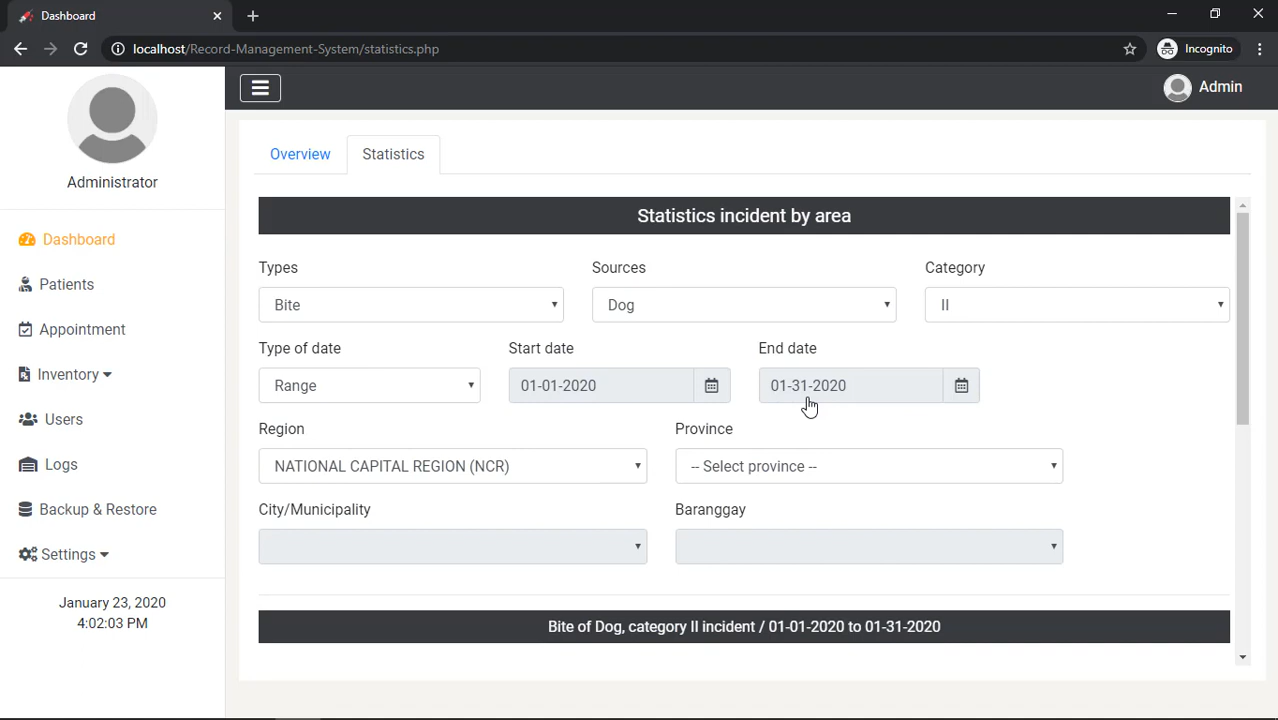 Dashboard
localhost/Record-Management-System/statistics.php
Incognito
Admin
Administrator
Dashboard
Patients
Appointment
Inventory
Users
Logs
Backup & Restore
Settings
January 23, 2020
4:02:03 PM
Overview
Statistics
Statistics incident by area
Types
Sources
Category
Bite
Dog
II
Type of date
Start date
End date
Range
01-01-2020
01-31-2020
Region
Province
NATIONAL CAPITAL REGION (NCR)
-- Select province --
City/Municipality
Baranggay
Bite of Dog, category II incident / 01-01-2020 to 01-31-2020